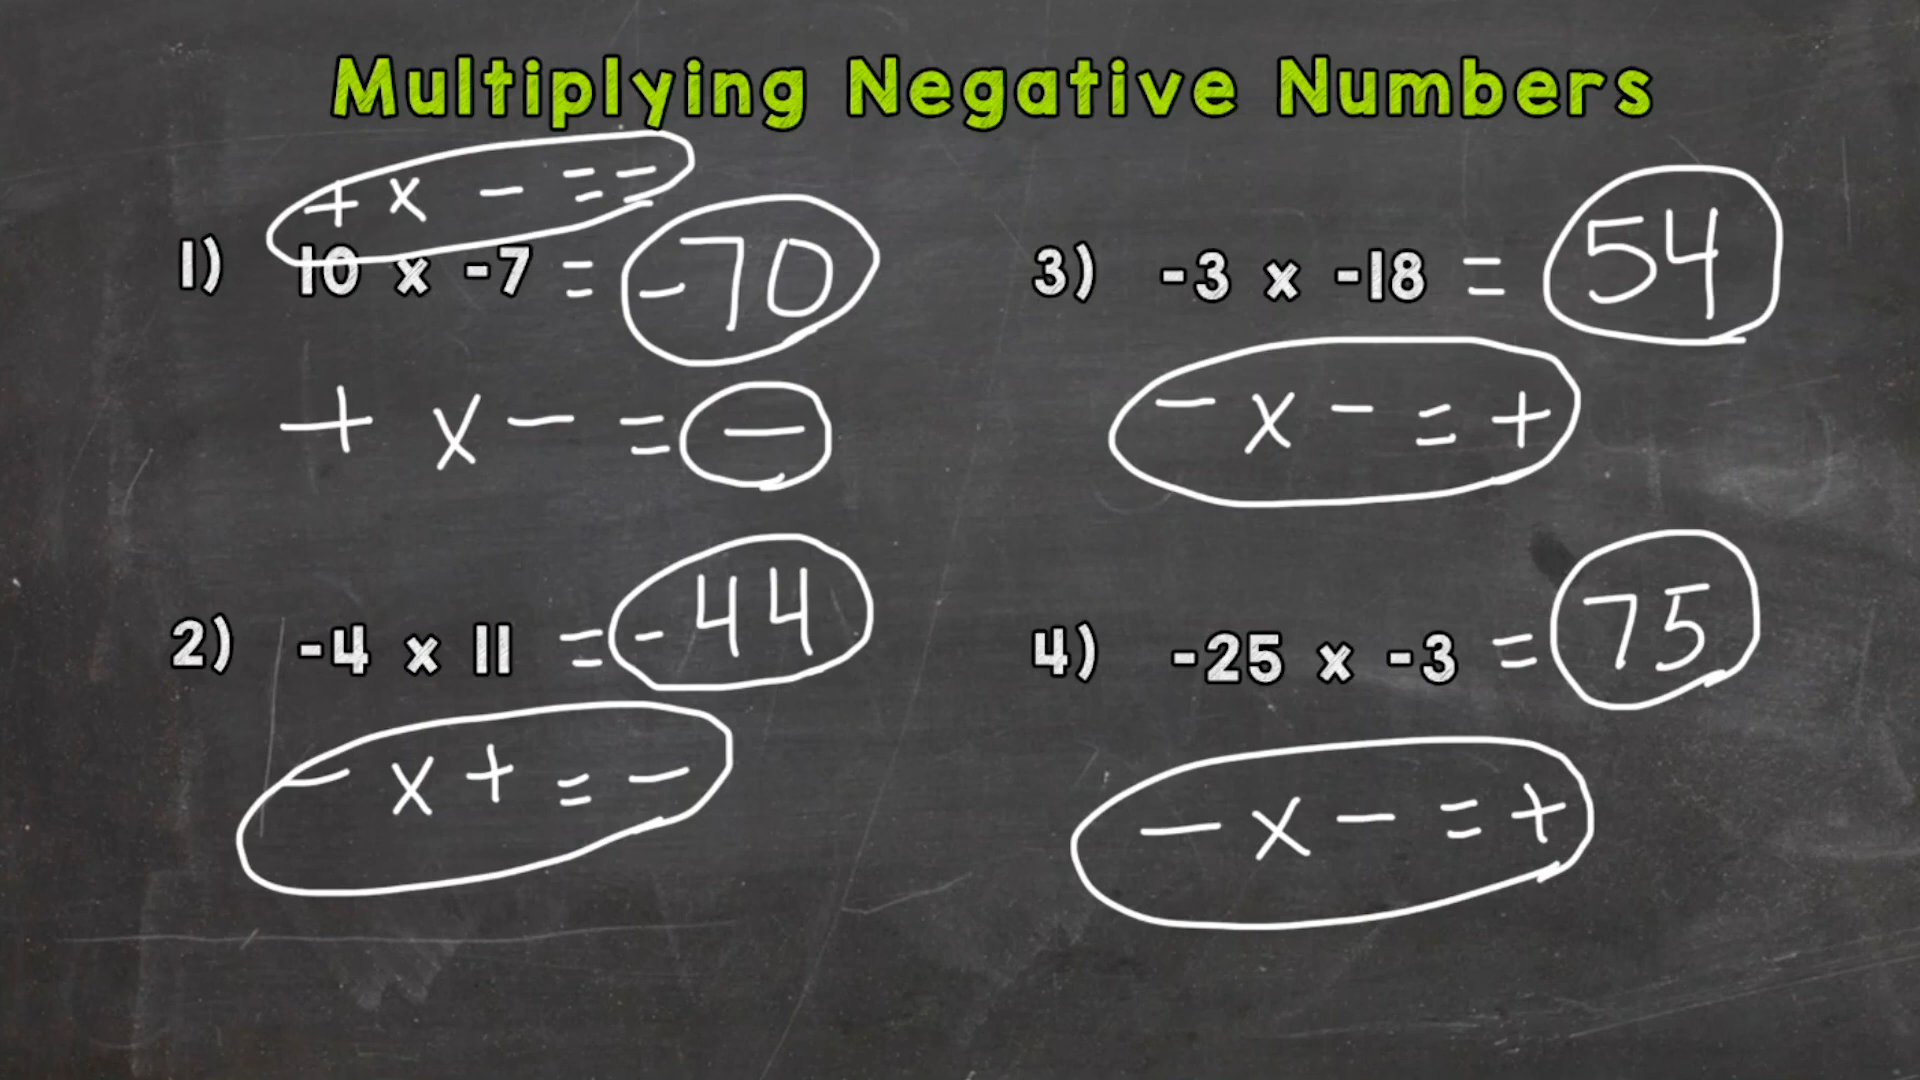 Multiplying Negative Numbers
+ x - = -
1) 10 x -7 = -70
+ x - = -
2) -4 x 11 = -44
- x + = -
3) -3 x -18 = 54
- x - = +
4) -25 x -3 = 75
- x - = +